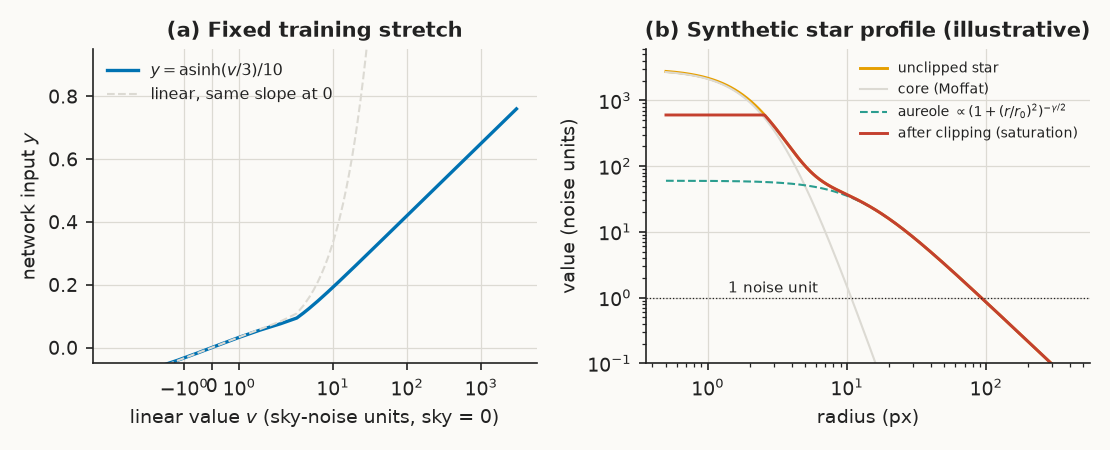 (a) Fixed training stretch
y = asinh(v/3)/10
linear, same slope at 0
0.8
0.6
0.4
0.2
0.0
network input y
−10⁰ 0 10⁰ 10¹ 10² 10³
linear value v (sky-noise units, sky = 0)
(b) Synthetic star profile (illustrative)
unclipped star
core (Moffat)
aureole ∝(1 + (r/r₀)²)^(−γ/2)
after clipping (saturation)
10³
10²
10¹
10⁰
10⁻¹
value (noise units)
1 noise unit
10⁰ 10¹ 10²
radius (px)